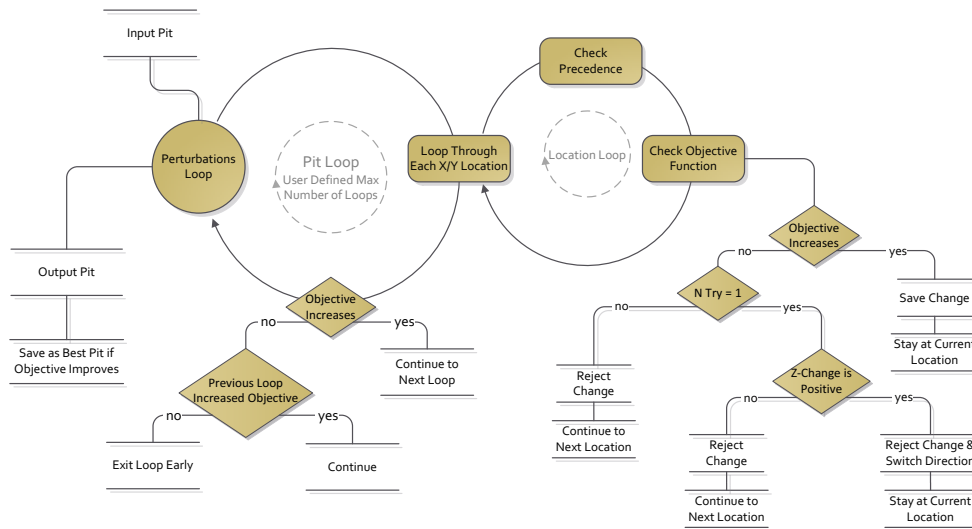 Input Pit
Check
Precedence
Perturbations
Loop
Pit Loop
User Defined Max
Number of Loops
Loop Through
Each X/Y Location
Location Loop
Check Objective
Function
Objective
Increases
no
yes
Output Pit
N Try = 1
Save Change
Objective
Increases
no
yes
no
yes
Save as Best Pit if
Objective Improves
Continue to
Next Loop
Stay at Current
Location
Reject
Change
Z-Change is
Positive
Previous Loop
Increased Objective
no
yes
no
yes
Continue to
Next Location
Exit Loop Early
Continue
Reject
Change
Reject Change &
Switch Direction
Continue to
Next Location
Stay at Current
Location